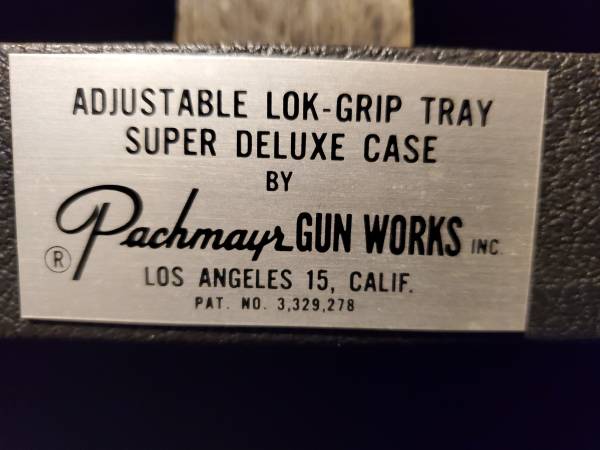 ADJUSTABLE LOK-GRIP TRAY
SUPER DELUXE CASE
BY
® Pachmayr GUN WORKS INC.
LOS ANGELES 15, CALIF.
PAT. NO. 3,329,278